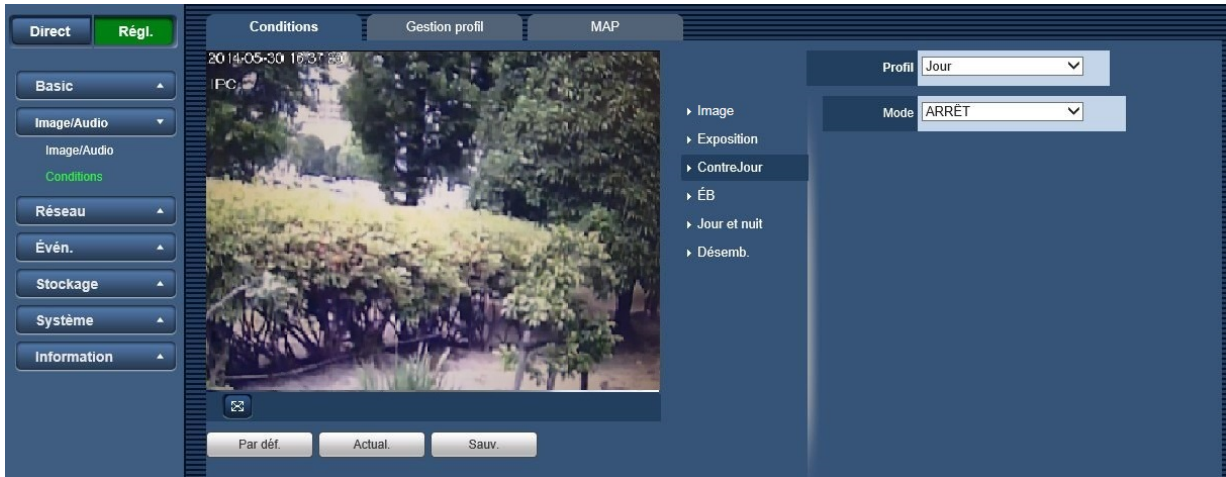 Direct
Régl.
Basic
Image/Audio
Image/Audio
Conditions
Réseau
Évén.
Stockage
Système
Information
Conditions
Gestion profil
MAP
2014-05-30 16:37
IPC
Par déf.
Actual.
Sauv.
Image
Exposition
ContreJour
ÉB
Jour et nuit
Désemb.
Profil Jour
Mode ARRÊT